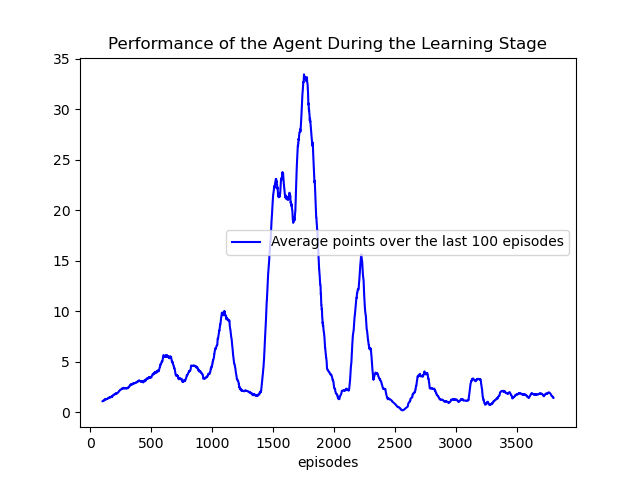 Performance of the Agent During the Learning Stage
35
30
25
20
15
10
5
0
Average points over the last 100 episodes
0 500 1000 1500 2000 2500 3000 3500
episodes